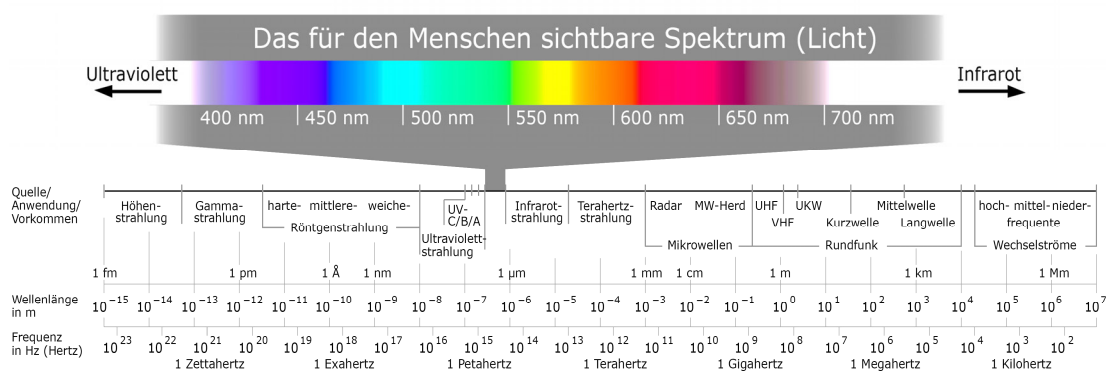 Das für den Menschen sichtbare Spektrum (Licht)
Ultraviolett
Infrarot
400 nm 450 nm 500 nm 550 nm 600 nm 650 nm 700 nm
Quelle/
Anwendung/
Vorkommen
Höhen-
strahlung
Gamma-
strahlung
harte- mittlere- weiche-
Röntgenstrahlung
UV-
C/B/A
Ultraviolett-
strahlung
Infrarot-
strahlung
Terahertz-
strahlung
Radar MW-Herd
Mikrowellen
UHF UKW Mittelwelle
VHF Kurzwelle Langwelle
Rundfunk
hoch- mittel- nieder-
frequente
Wechselströme
1 fm 1 pm 1 Å 1 nm 1 µm 1 mm 1 cm 1 m 1 km 1 Mm
Wellenlänge
in m
10⁻¹⁵ 10⁻¹⁴ 10⁻¹³ 10⁻¹² 10⁻¹¹ 10⁻¹⁰ 10⁻⁹ 10⁻⁸ 10⁻⁷ 10⁻⁶ 10⁻⁵ 10⁻⁴ 10⁻³ 10⁻² 10⁻¹ 10⁰ 10¹ 10² 10³ 10⁴ 10⁵ 10⁶ 10⁷
Frequenz
in Hz (Hertz)
10²³ 10²² 10²¹ 10²⁰ 10¹⁹ 10¹⁸ 10¹⁷ 10¹⁶ 10¹⁵ 10¹⁴ 10¹³ 10¹² 10¹¹ 10¹⁰ 10⁹ 10⁸ 10⁷ 10⁶ 10⁵ 10⁴ 10³ 10²
1 Zettahertz 1 Exahertz 1 Petahertz 1 Terahertz 1 Gigahertz 1 Megahertz 1 Kilohertz